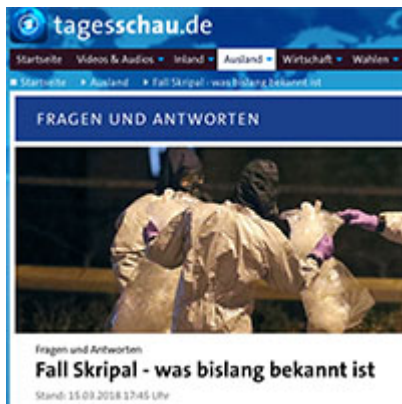 tagesschau.de
Startseite Videos & Audios Inland Ausland Wirtschaft Wahlen
Startseite Ausland Fall Skripal - was bislang bekannt ist
FRAGEN UND ANTWORTEN
Fragen und Antworten
Fall Skripal - was bislang bekannt ist
Stand: 15.03.2018 17:45 Uhr